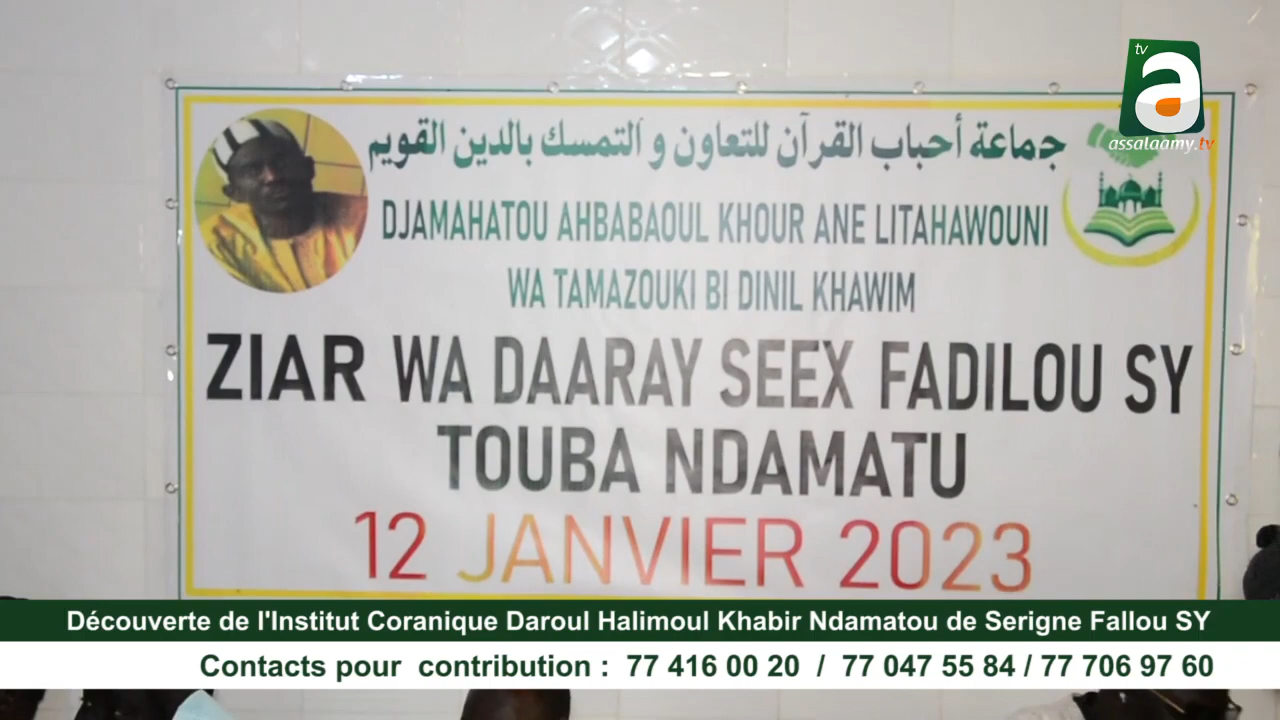 tv
a
assalaamy.tv
جماعة أحباب القرآن للتعاون و التمسك بالدين القويم
DJAMAHATOU AHBABAOUL KHOUR ANE LITAHAWOUNI
WA TAMAZOUKI BI DINIL KHAWIM
ZIAR WA DAARAY SEEX FADILOU SY
TOUBA NDAMATU
12 JANVIER 2023
Découverte de l'Institut Coranique Daroul Halimoul Khabir Ndamatou de Serigne Fallou SY
Contacts pour contribution : 77 416 00 20 / 77 047 55 84 / 77 706 97 60